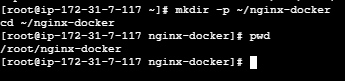 [root@ip-172-31-7-117 ~]# mkdir -p ~/nginx-docker
cd ~/nginx-docker
[root@ip-172-31-7-117 nginx-docker]# pwd
/root/nginx-docker
[root@ip-172-31-7-117 nginx-docker]#